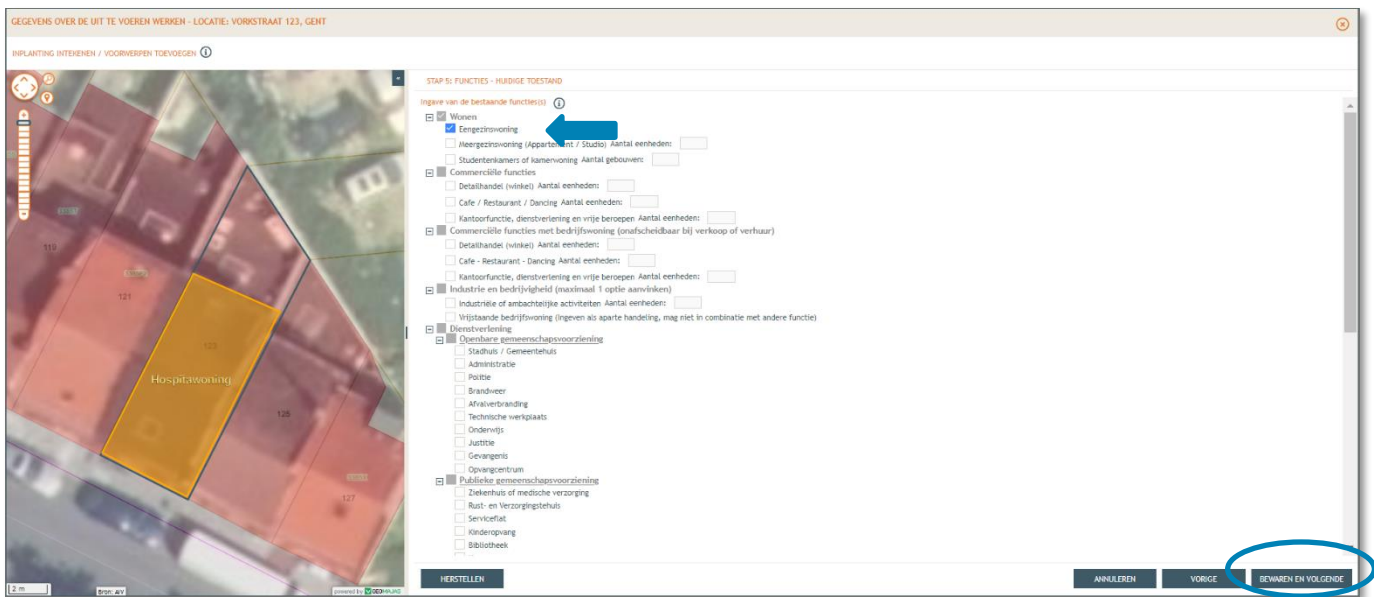 GEGEVENS OVER DE UIT TE VOEREN WERKEN - LOCATIE: VORKSTRAAT 123, GENT
INPLANTING INTEKENEN / VOORWERPEN TOEVOEGEN
119
121
123
Hospitawoning
125
127
2 m
Bron: AIV
powered by GEOMAJAS
STAP 5: FUNCTIES - HUIDIGE TOESTAND
Ingave van de bestaande functies(s)
Wonen
Eengezinswoning
Meergezinswoning (Appartement / Studio) Aantal eenheden:
Studentenkamers of kamerwoning Aantal gebouwen:
Commerciële functies
Detailhandel (winkel) Aantal eenheden:
Cafe / Restaurant / Dancing Aantal eenheden:
Kantoorfunctie, dienstverlening en vrije beroepen Aantal eenheden:
Commerciële functies met bedrijfswoning (onafscheidbaar bij verkoop of verhuur)
Detailhandel (winkel) Aantal eenheden:
Cafe - Restaurant - Dancing Aantal eenheden:
Kantoorfunctie, dienstverlening en vrije beroepen Aantal eenheden:
Industrie en bedrijvigheid (maximaal 1 optie aanvinken)
Industriële of ambachtelijke activiteiten Aantal eenheden:
Vrijstaande bedrijfswoning (Ingeven als aparte handeling, mag niet in combinatie met andere functie)
Dienstverlening
Openbare gemeenschapsvoorziening
Stadhuis / Gemeentehuis
Administratie
Politie
Brandweer
Afvalverbranding
Technische werkplaats
Onderwijs
Justitie
Gevangenis
Opvangcentrum
Publieke gemeenschapsvoorziening
Ziekenhuis of medische verzorging
Rust- en Verzorgingstehuis
Serviceflat
Kinderopvang
Bibliotheek
HERSTELLEN
ANNULEREN
VORIGE
BEWAREN EN VOLGENDE